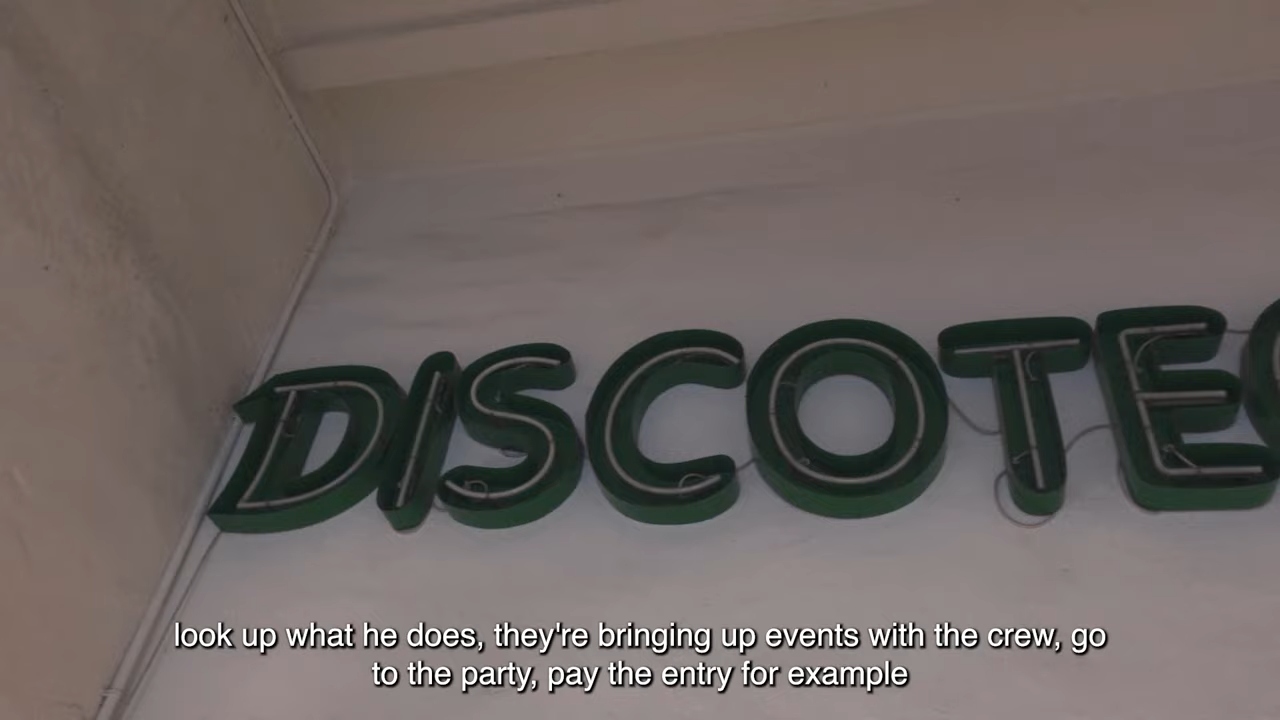 DISCOTEC
look up what he does, they're bringing up events with the crew, go
to the party, pay the entry for example